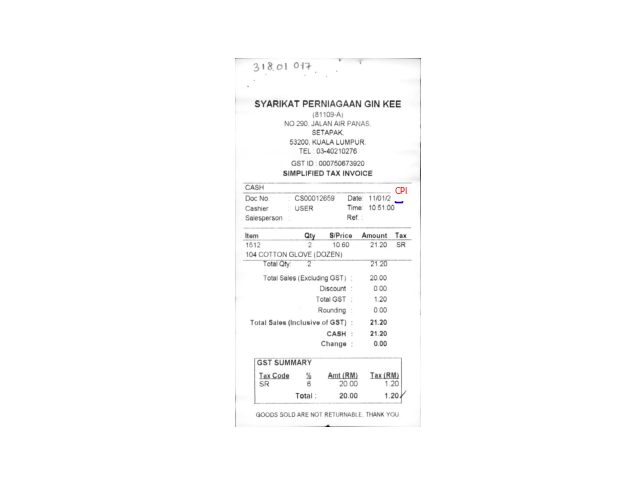 31801 017
SYARIKAT PERNIAGAAN GIN KEE
(81109-A)
NO 290, JALAN AIR PANAS,
SETAPAK,
53200, KUALA LUMPUR.
TEL : 03-40210276
GST ID : 000750673920
SIMPLIFIED TAX INVOICE
CASH
CPI
Doc No : CS00012659 Date: 11/01/2
Cashier : USER Time: 10:51:00
Salesperson : Ref. :
Item Qty S/Price Amount Tax
1512 2 10.60 21.20 SR
104 COTTON GLOVE (DOZEN)
Total Qty: 2 21.20
Total Sales (Excluding GST) : 20.00
Discount : 0.00
Total GST : 1.20
Rounding : 0.00
Total Sales (Inclusive of GST) : 21.20
CASH : 21.20
Change : 0.00
GST SUMMARY
Tax Code % Amt (RM) Tax (RM)
SR 6 20.00 1.20
Total : 20.00 1.20
GOODS SOLD ARE NOT RETURNABLE, THANK YOU